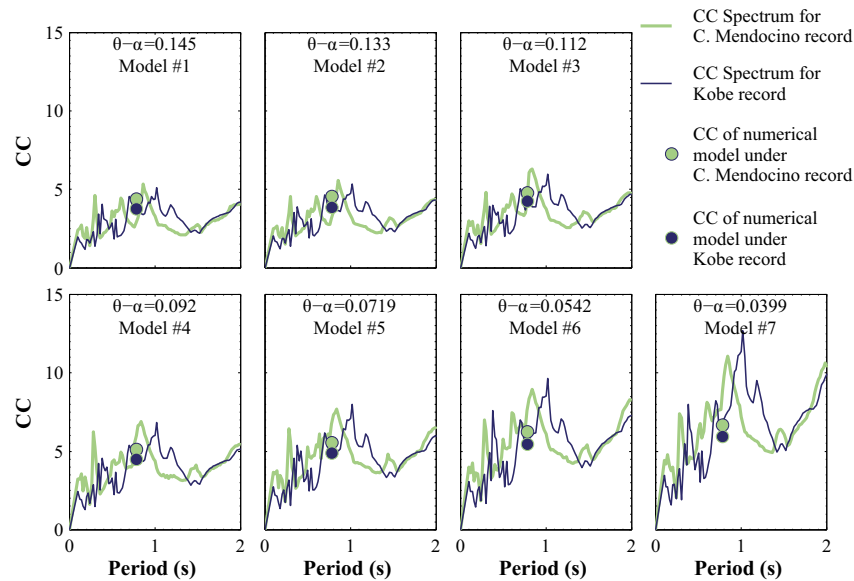 θ−α=0.145
Model #1
θ−α=0.133
Model #2
θ−α=0.112
Model #3
CC Spectrum for
C. Mendocino record
CC Spectrum for
Kobe record
CC of numerical
model under
C. Mendocino record
CC of numerical
model under
Kobe record
15
10
5
0
CC
θ−α=0.092
Model #4
θ−α=0.0719
Model #5
θ−α=0.0542
Model #6
θ−α=0.0399
Model #7
15
10
5
0
CC
0 1 2
0 1 2
0 1 2
0 1 2
Period (s)
Period (s)
Period (s)
Period (s)